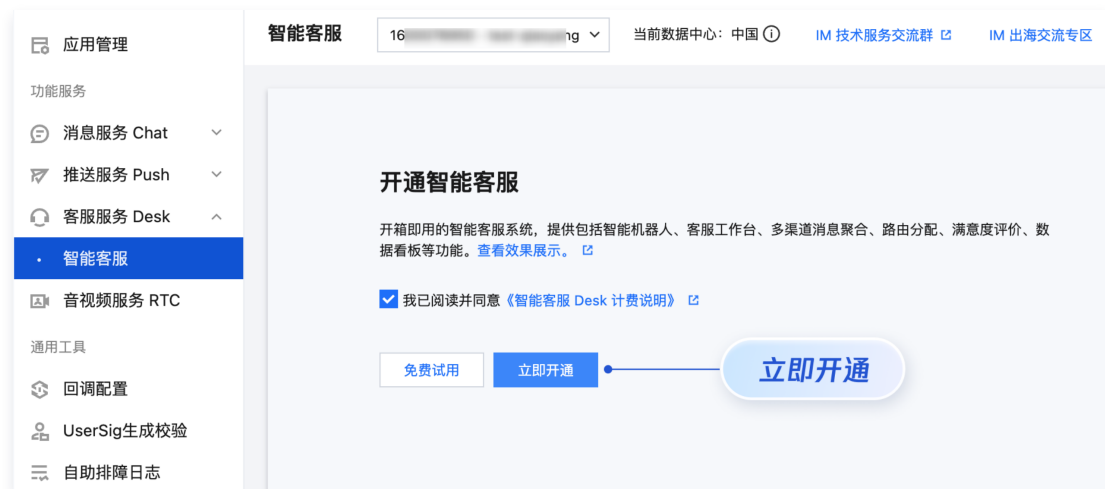 应用管理
功能服务
消息服务 Chat
推送服务 Push
客服服务 Desk
智能客服
音视频服务 RTC
通用工具
回调配置
UserSig生成校验
自助排障日志
智能客服
16 ng
当前数据中心：中国
IM 技术服务交流群
IM 出海交流专区
开通智能客服
开箱即用的智能客服系统，提供包括智能机器人、客服工作台、多渠道消息聚合、路由分配、满意度评价、数
据看板等功能。查看效果展示。
我已阅读并同意《智能客服 Desk 计费说明》
免费试用
立即开通
立即开通